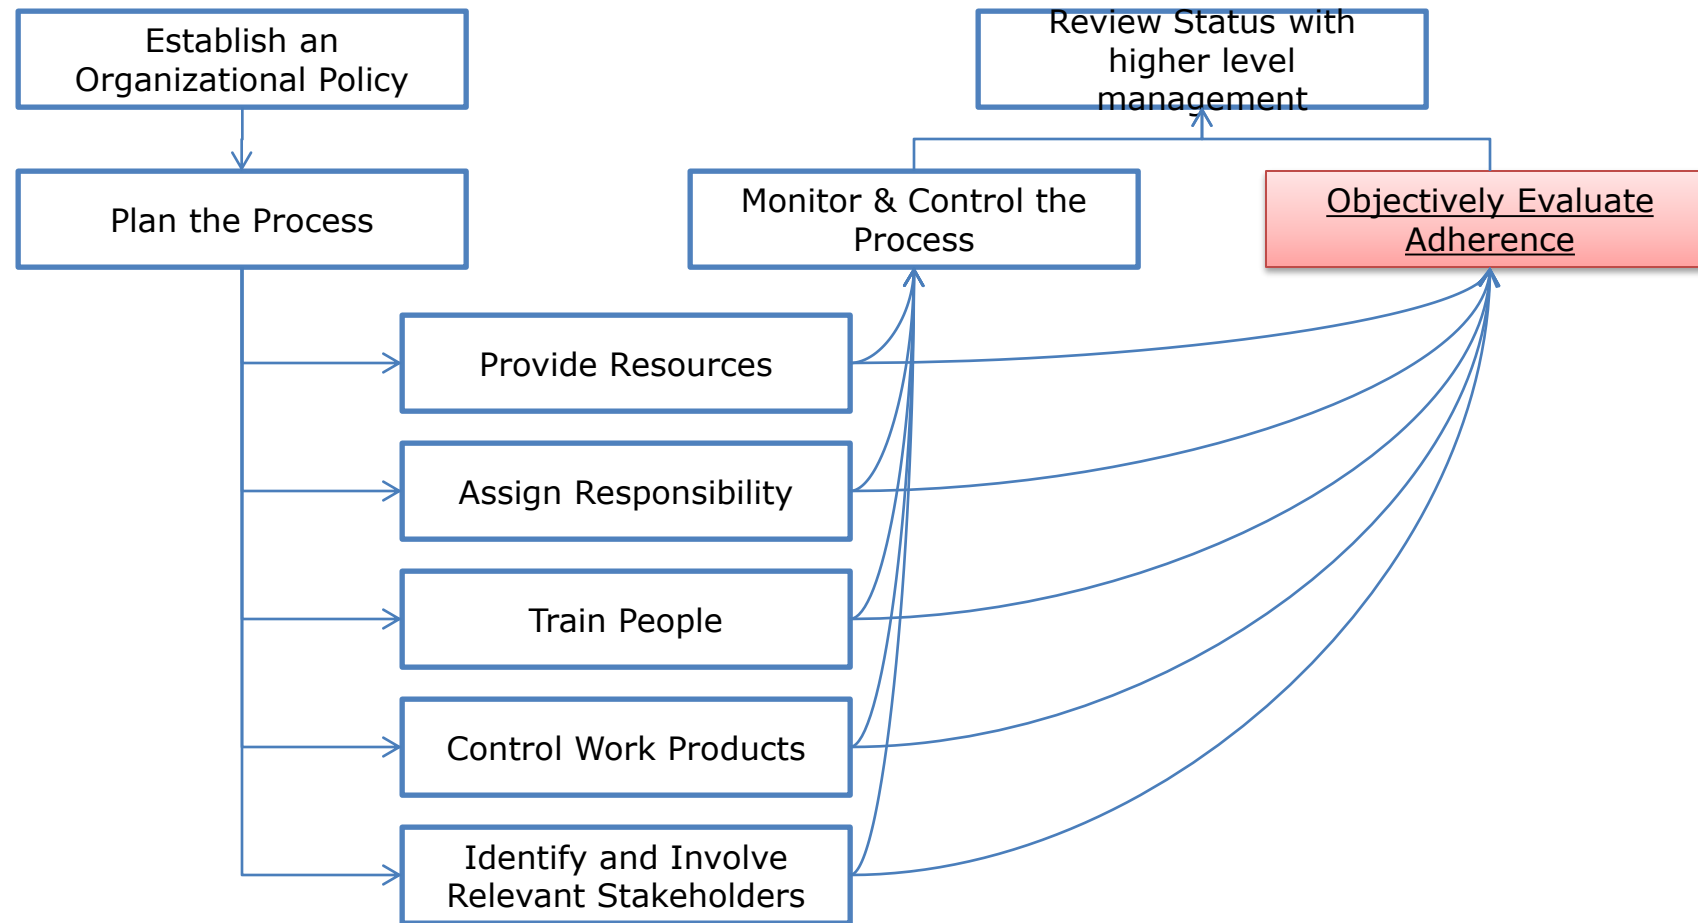 Establish an
Organizational Policy
Review Status with
higher level
management
Plan the Process
Monitor & Control the
Process
Objectively Evaluate
Adherence
Provide Resources
Assign Responsibility
Train People
Control Work Products
Identify and Involve
Relevant Stakeholders